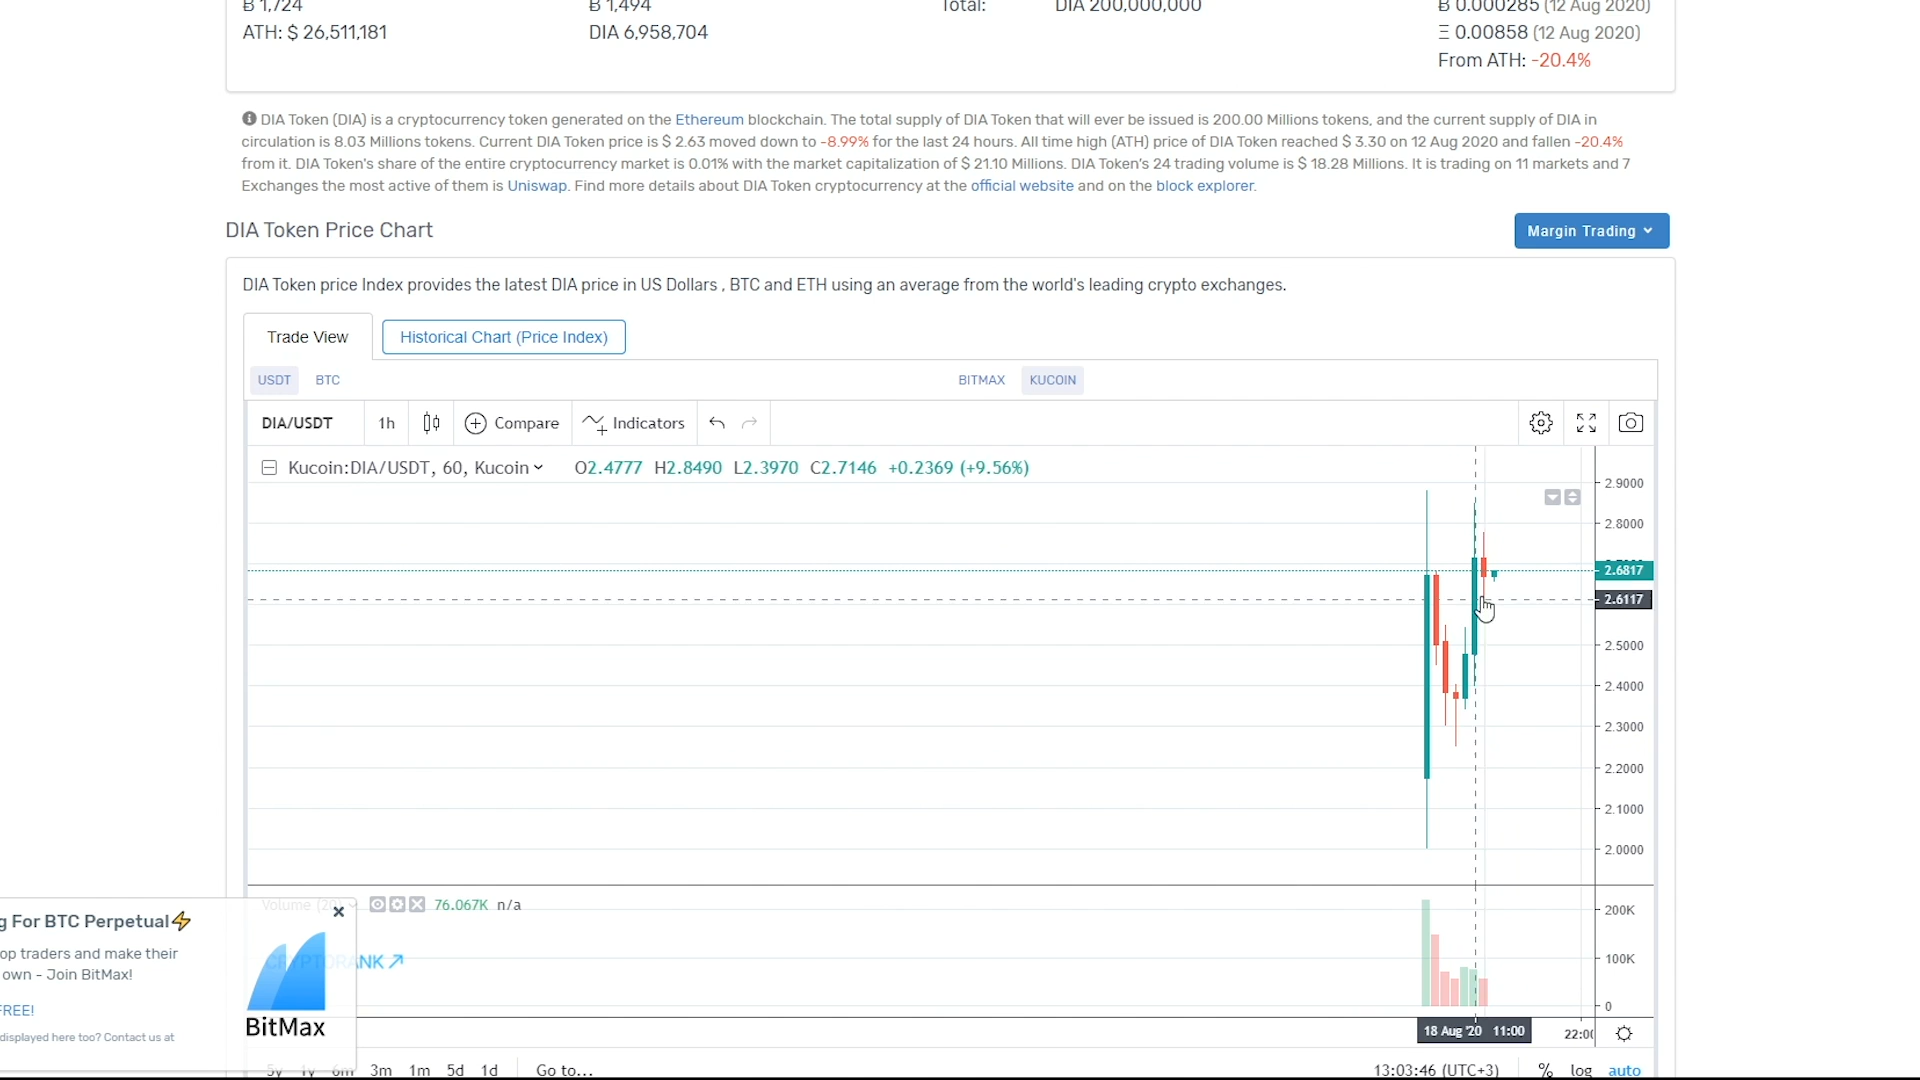 Ƀ 1,724
Ƀ 1,494
Total:
DIA 200,000,000
Ƀ 0.000285 (12 Aug 2020)
ATH: $ 26,511,181
DIA 6,958,704
Ξ 0.00858 (12 Aug 2020)
From ATH: -20.4%
DIA Token (DIA) is a cryptocurrency token generated on the Ethereum blockchain. The total supply of DIA Token that will ever be issued is 200.00 Millions tokens, and the current supply of DIA in
circulation is 8.03 Millions tokens. Current DIA Token price is $ 2.63 moved down to -8.99% for the last 24 hours. All time high (ATH) price of DIA Token reached $ 3.30 on 12 Aug 2020 and fallen -20.4%
from it. DIA Token's share of the entire cryptocurrency market is 0.01% with the market capitalization of $ 21.10 Millions. DIA Token's 24 trading volume is $ 18.28 Millions. It is trading on 11 markets and 7
Exchanges the most active of them is Uniswap. Find more details about DIA Token cryptocurrency at the official website and on the block explorer.
DIA Token Price Chart
Margin Trading
DIA Token price Index provides the latest DIA price in US Dollars , BTC and ETH using an average from the world's leading crypto exchanges.
Trade View
Historical Chart (Price Index)
USDT
BTC
BITMAX
KUCOIN
DIA/USDT
1h
Compare
Indicators
Kucoin:DIA/USDT, 60, Kucoin
O2.4777 H2.8490 L2.3970 C2.7146 +0.2369 (+9.56%)
2.9000
2.8000
2.6817
2.6117
2.5000
2.4000
2.3000
2.2000
2.1000
2.0000
Volume (20)
76.067K n/a
200K
100K
0
g For BTC Perpetual⚡
op traders and make their
own - Join BitMax!
FREE!
displayed here too? Contact us at
BitMax
CRYPTORANK
18 Aug '20 11:00
22:0
5y 1y 6m 3m 1m 5d 1d
Go to...
13:03:46 (UTC+3)
%
log
auto